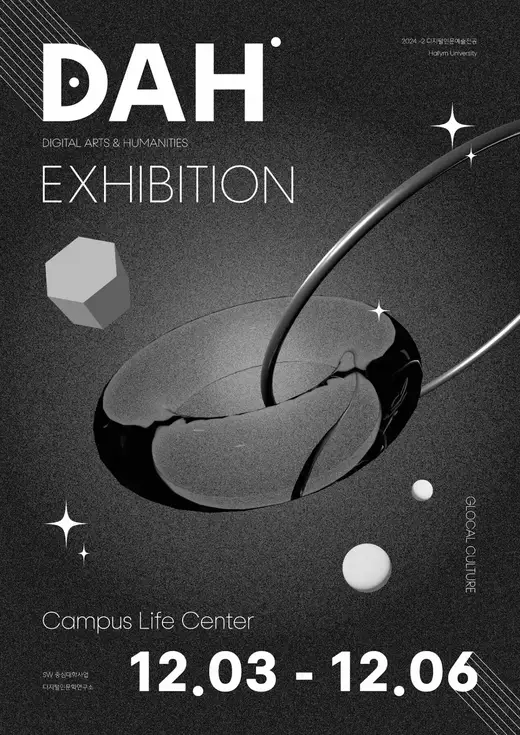 DAH
2024 -2 디지털인문예술전공
Hallym University
DIGITAL ARTS & HUMANITIES
EXHIBITION
GLOCAL CULTURE
Campus Life Center
SW 중심대학사업
디지털인문학연구소
12.03 - 12.06